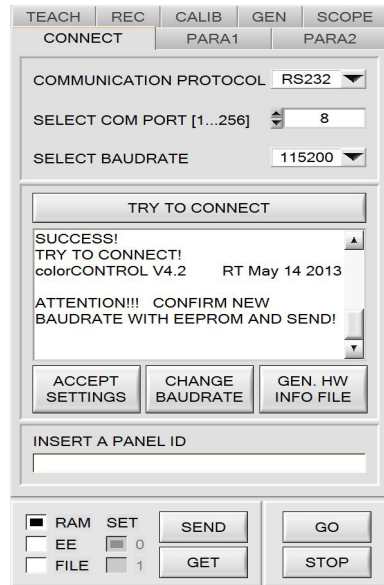 TEACH REC CALIB GEN SCOPE
CONNECT PARA1 PARA2
COMMUNICATION PROTOCOL RS232
SELECT COM PORT [1...256] 8
SELECT BAUDRATE 115200
TRY TO CONNECT
SUCCESS!
TRY TO CONNECT!
colorCONTROL V4.2 RT May 14 2013
ATTENTION!!! CONFIRM NEW
BAUDRATE WITH EEPROM AND SEND!
ACCEPT SETTINGS
CHANGE BAUDRATE
GEN. HW INFO FILE
INSERT A PANEL ID
RAM SET SEND GO
EE 0
FILE 1 GET STOP